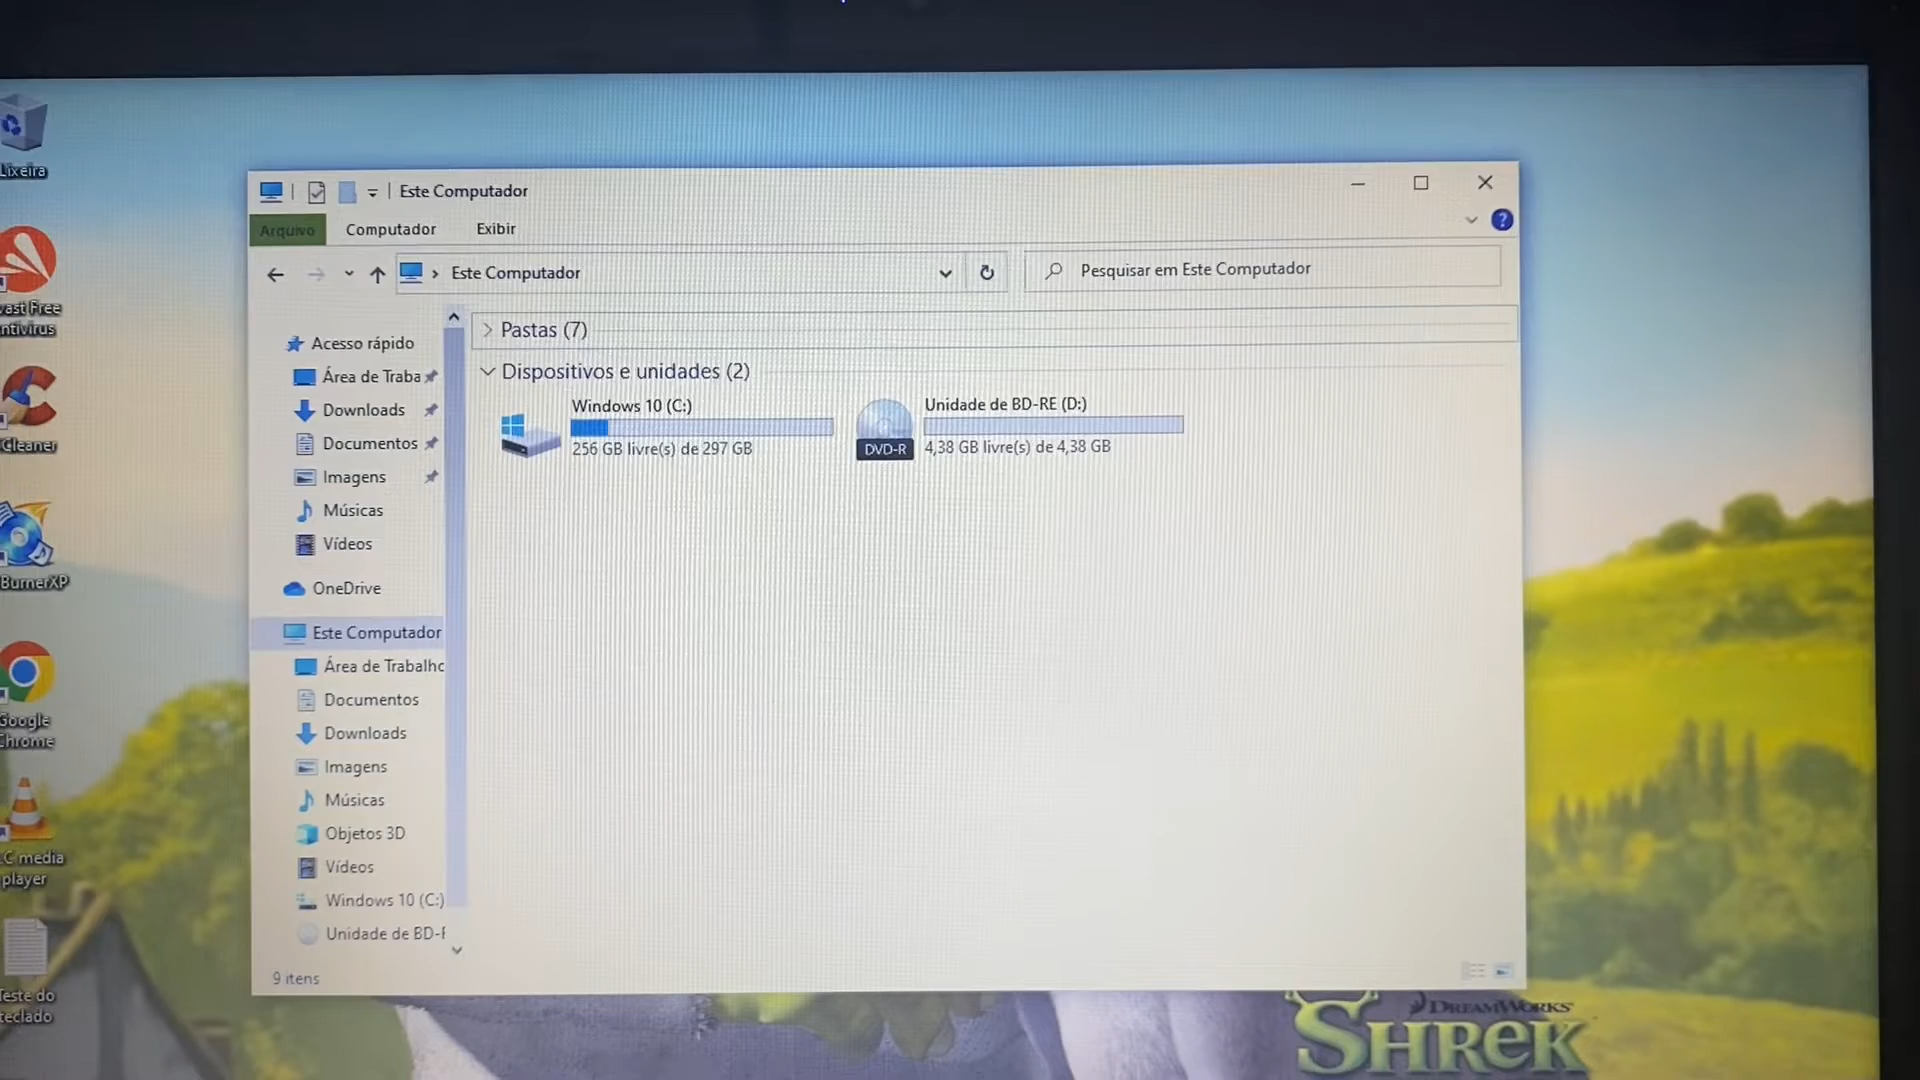 Lixeira
vast Free
ntivirus
Cleaner
BurnerXP
Google
Chrome
C media
player
Teste do
teclado
Este Computador
Arquivo
Computador
Exibir
?
Este Computador
Pesquisar em Este Computador
Acesso rápido
Área de Traba
Downloads
Documentos
Imagens
Músicas
Vídeos
OneDrive
Este Computador
Área de Trabalho
Documentos
Downloads
Imagens
Músicas
Objetos 3D
Vídeos
Windows 10 (C:)
Unidade de BD-R
9 itens
Pastas (7)
Dispositivos e unidades (2)
Windows 10 (C:)
256 GB livre(s) de 297 GB
DVD-R
Unidade de BD-RE (D:)
4,38 GB livre(s) de 4,38 GB
DREAMWORKS
SHREK